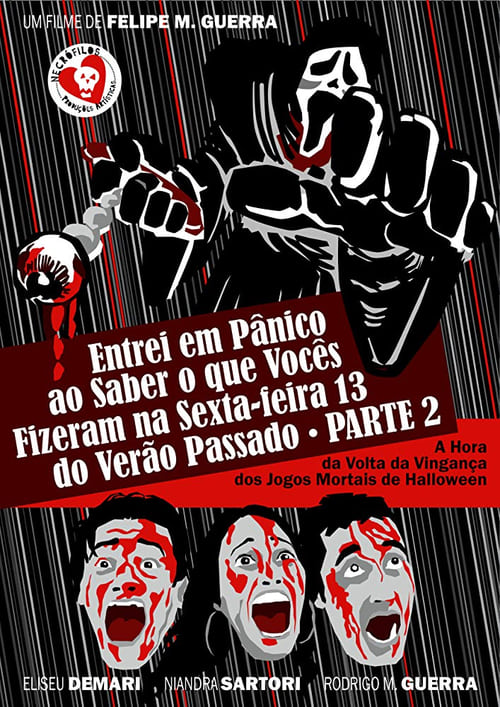 UM FILME DE FELIPE M. GUERRA
NECRÓFILOS
PRODUÇÕES ARTÍSTICAS
Entrei em Pânico
ao Saber o que Vocês
Fizeram na Sexta-feira 13
do Verão Passado • PARTE 2
A Hora
da Volta da Vingança
dos Jogos Mortais de Halloween
ELISEU DEMARI NIANDRA SARTORI RODRIGO M. GUERRA